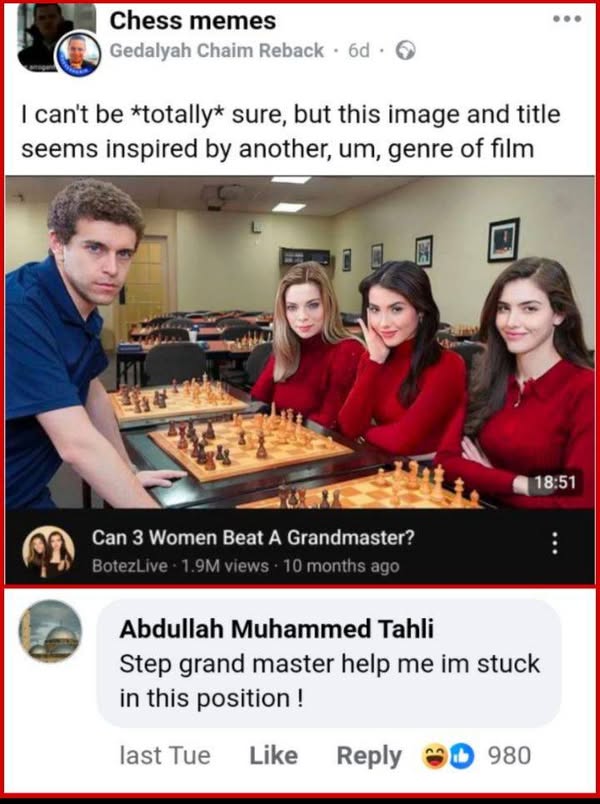 Chess memes
Gedalyah Chaim Reback · 6d ·
I can't be *totally* sure, but this image and title
seems inspired by another, um, genre of film
18:51
Can 3 Women Beat A Grandmaster?
BotezLive · 1.9M views · 10 months ago
Abdullah Muhammed Tahli
Step grand master help me im stuck
in this position !
last Tue Like Reply 980